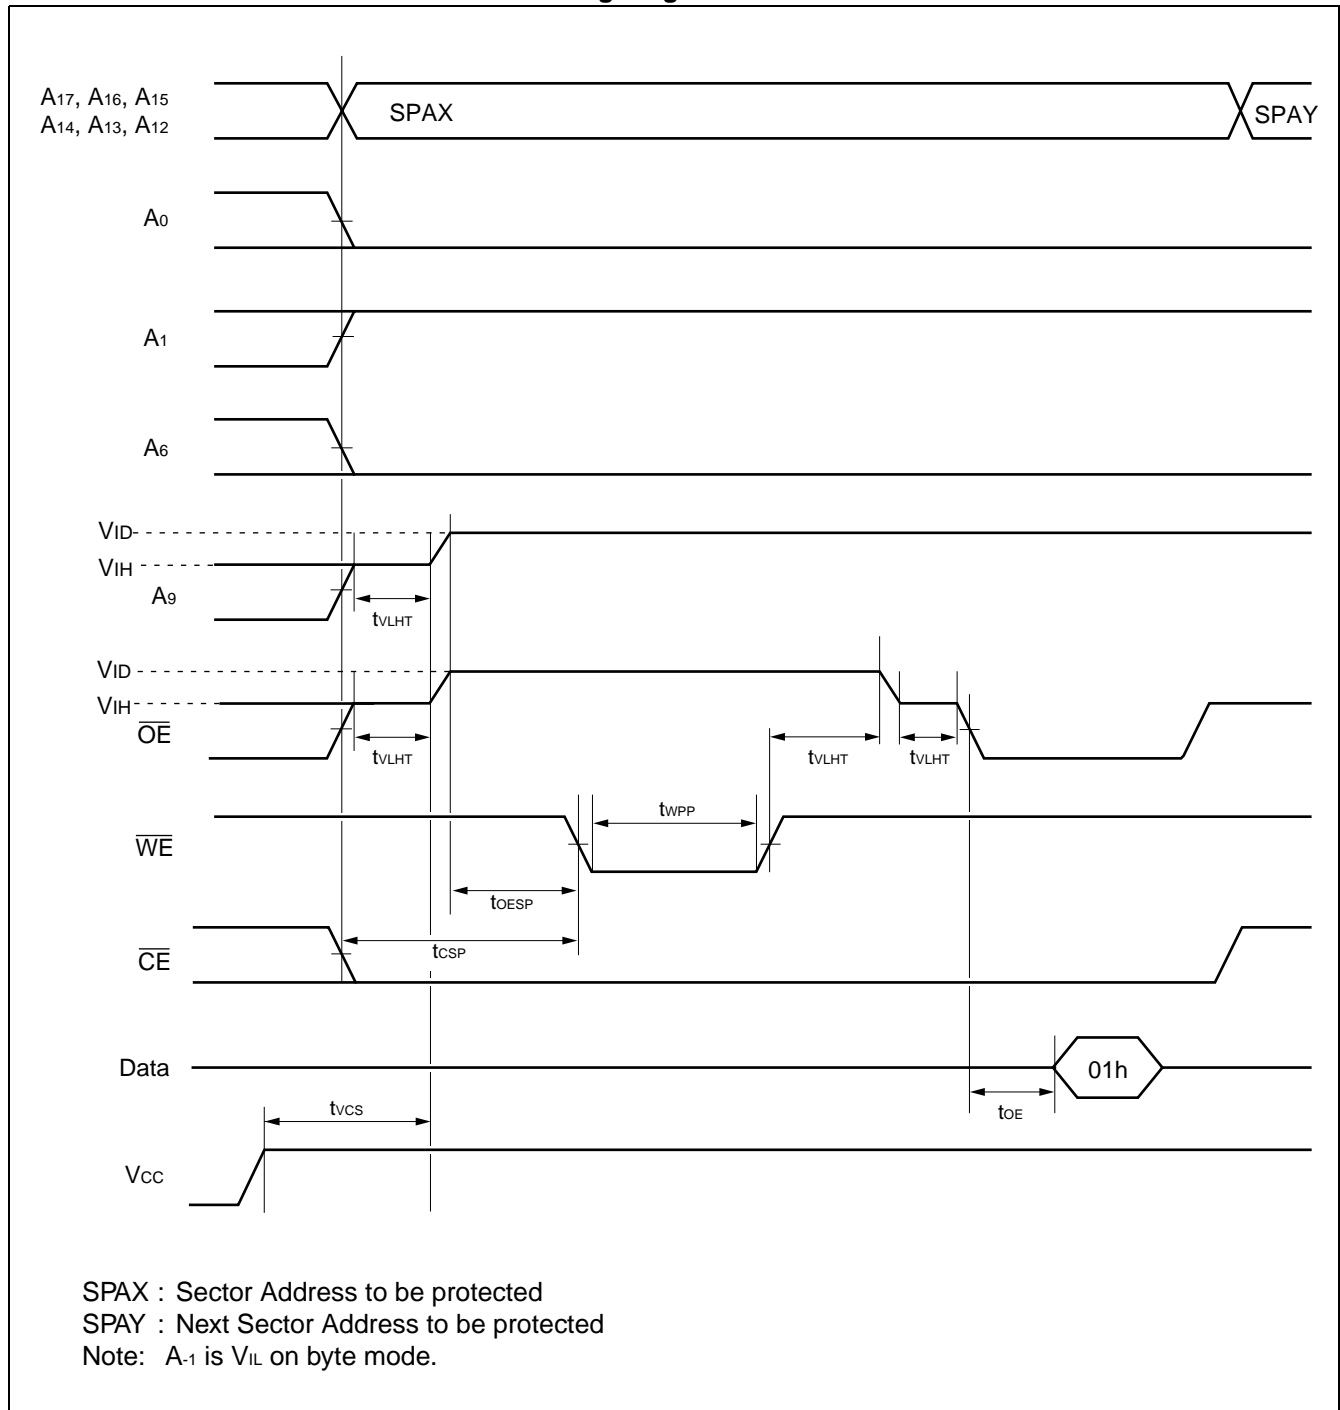 A17, A16, A15
A14, A13, A12
SPAX
SPAY
A0
A1
A6
VID
VIH
A9
tVLHT
VID
VIH
OE
tVLHT
tVLHT
tVLHT
tWPP
WE
tOESP
tCSP
CE
Data
01h
tOE
tVCS
VCC
SPAX : Sector Address to be protected
SPAY : Next Sector Address to be protected
Note: A-1 is VIL on byte mode.